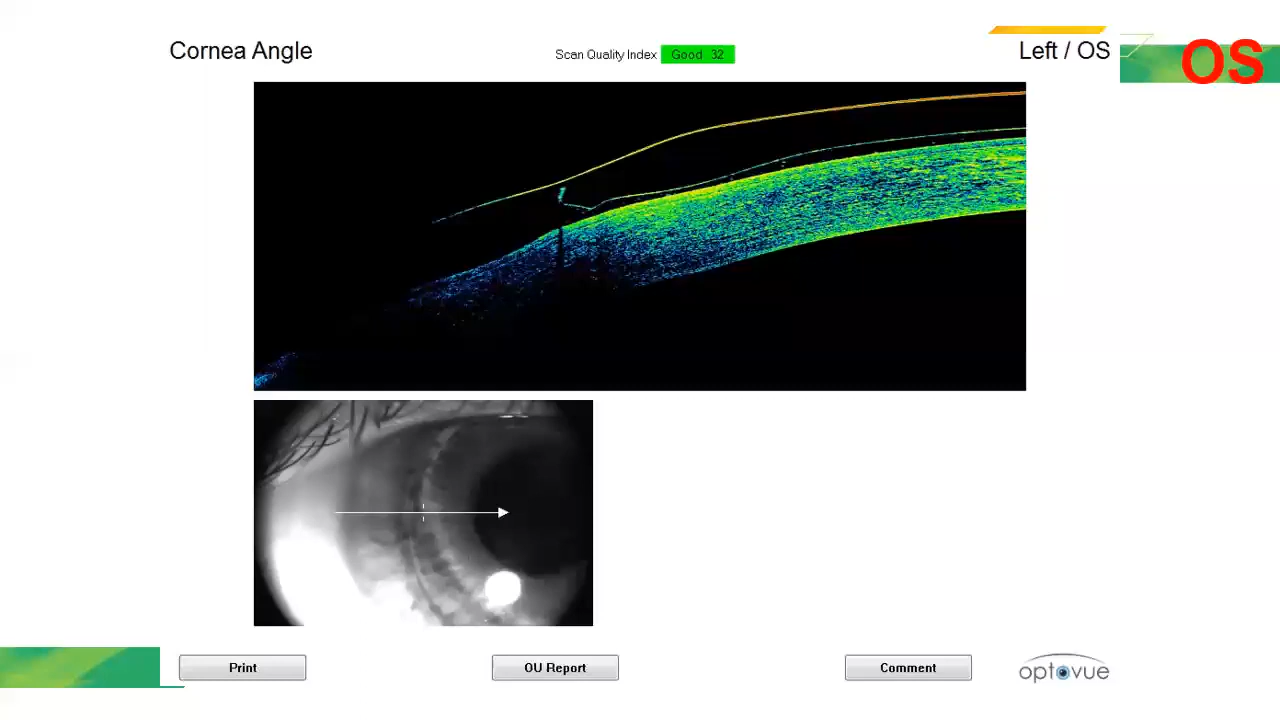 Cornea Angle
Scan Quality Index Good 32
Left / OS
OS
Print
OU Report
Comment
optovue